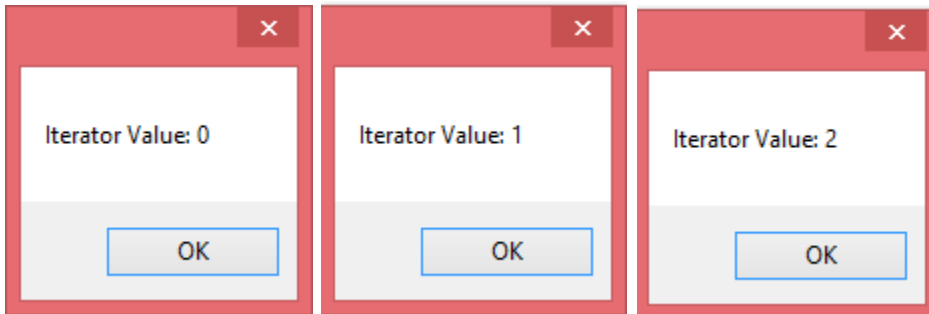 Iterator Value: 0
OK
Iterator Value: 1
OK
Iterator Value: 2
OK